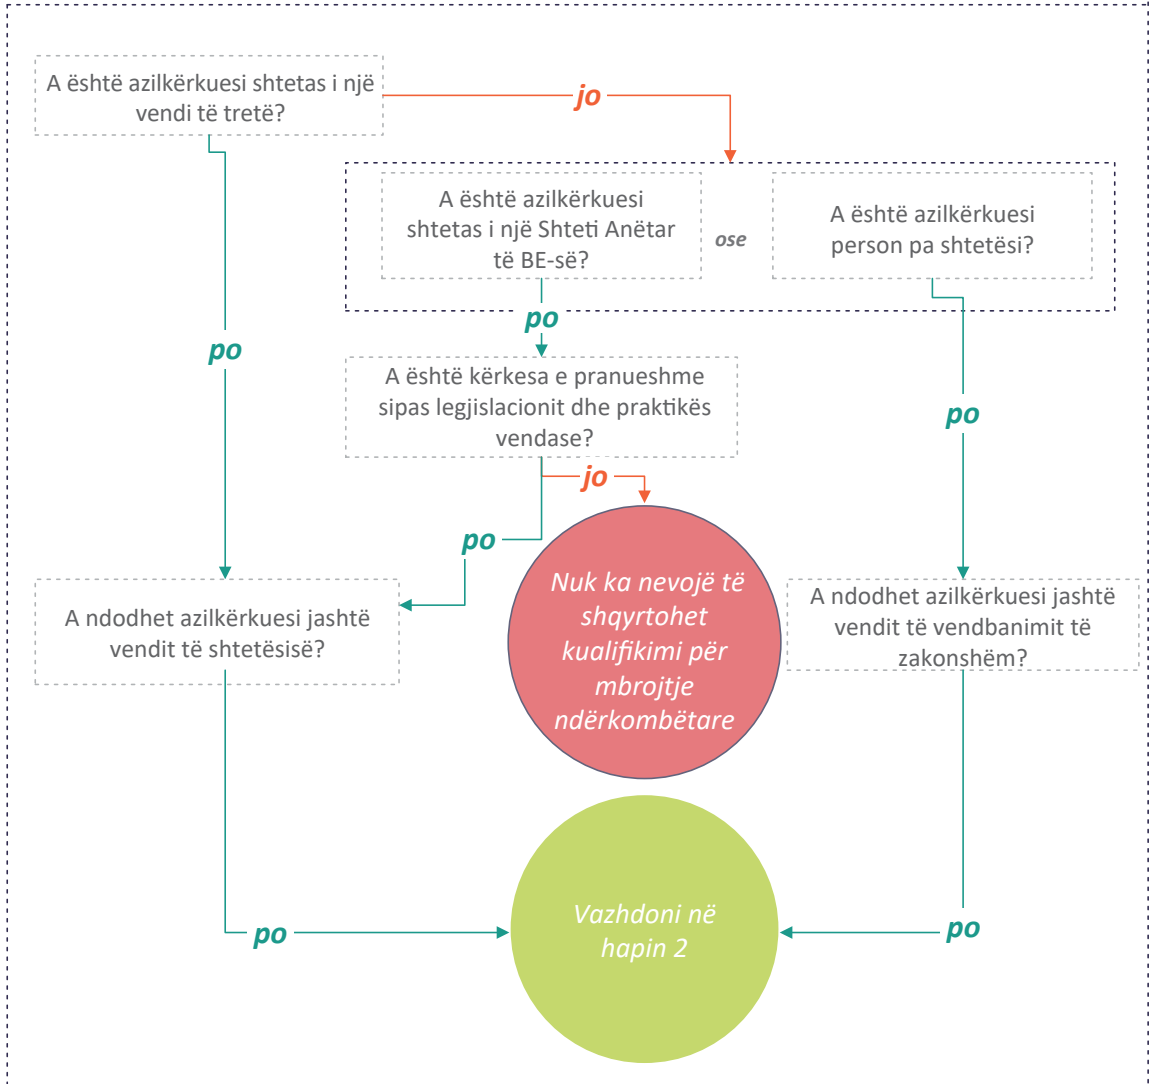 A është azilkërkuesi shtetas i një
vendi të tretë?
jo
A është azilkërkuesi
shtetas i një Shteti Anëtar
të BE-së?
ose
A është azilkërkuesi
person pa shtetësi?
po
po
A është kërkesa e pranueshme
sipas legjislacionit dhe praktikës
vendase?
po
jo
po
Nuk ka nevojë të
shqyrtohet
kualifikimi për
mbrojtje
ndërkombëtare
A ndodhet azilkërkuesi jashtë
vendit të shtetësisë?
A ndodhet azilkërkuesi jashtë
vendit të vendbanimit të
zakonshëm?
po
Vazhdoni në
hapin 2
po